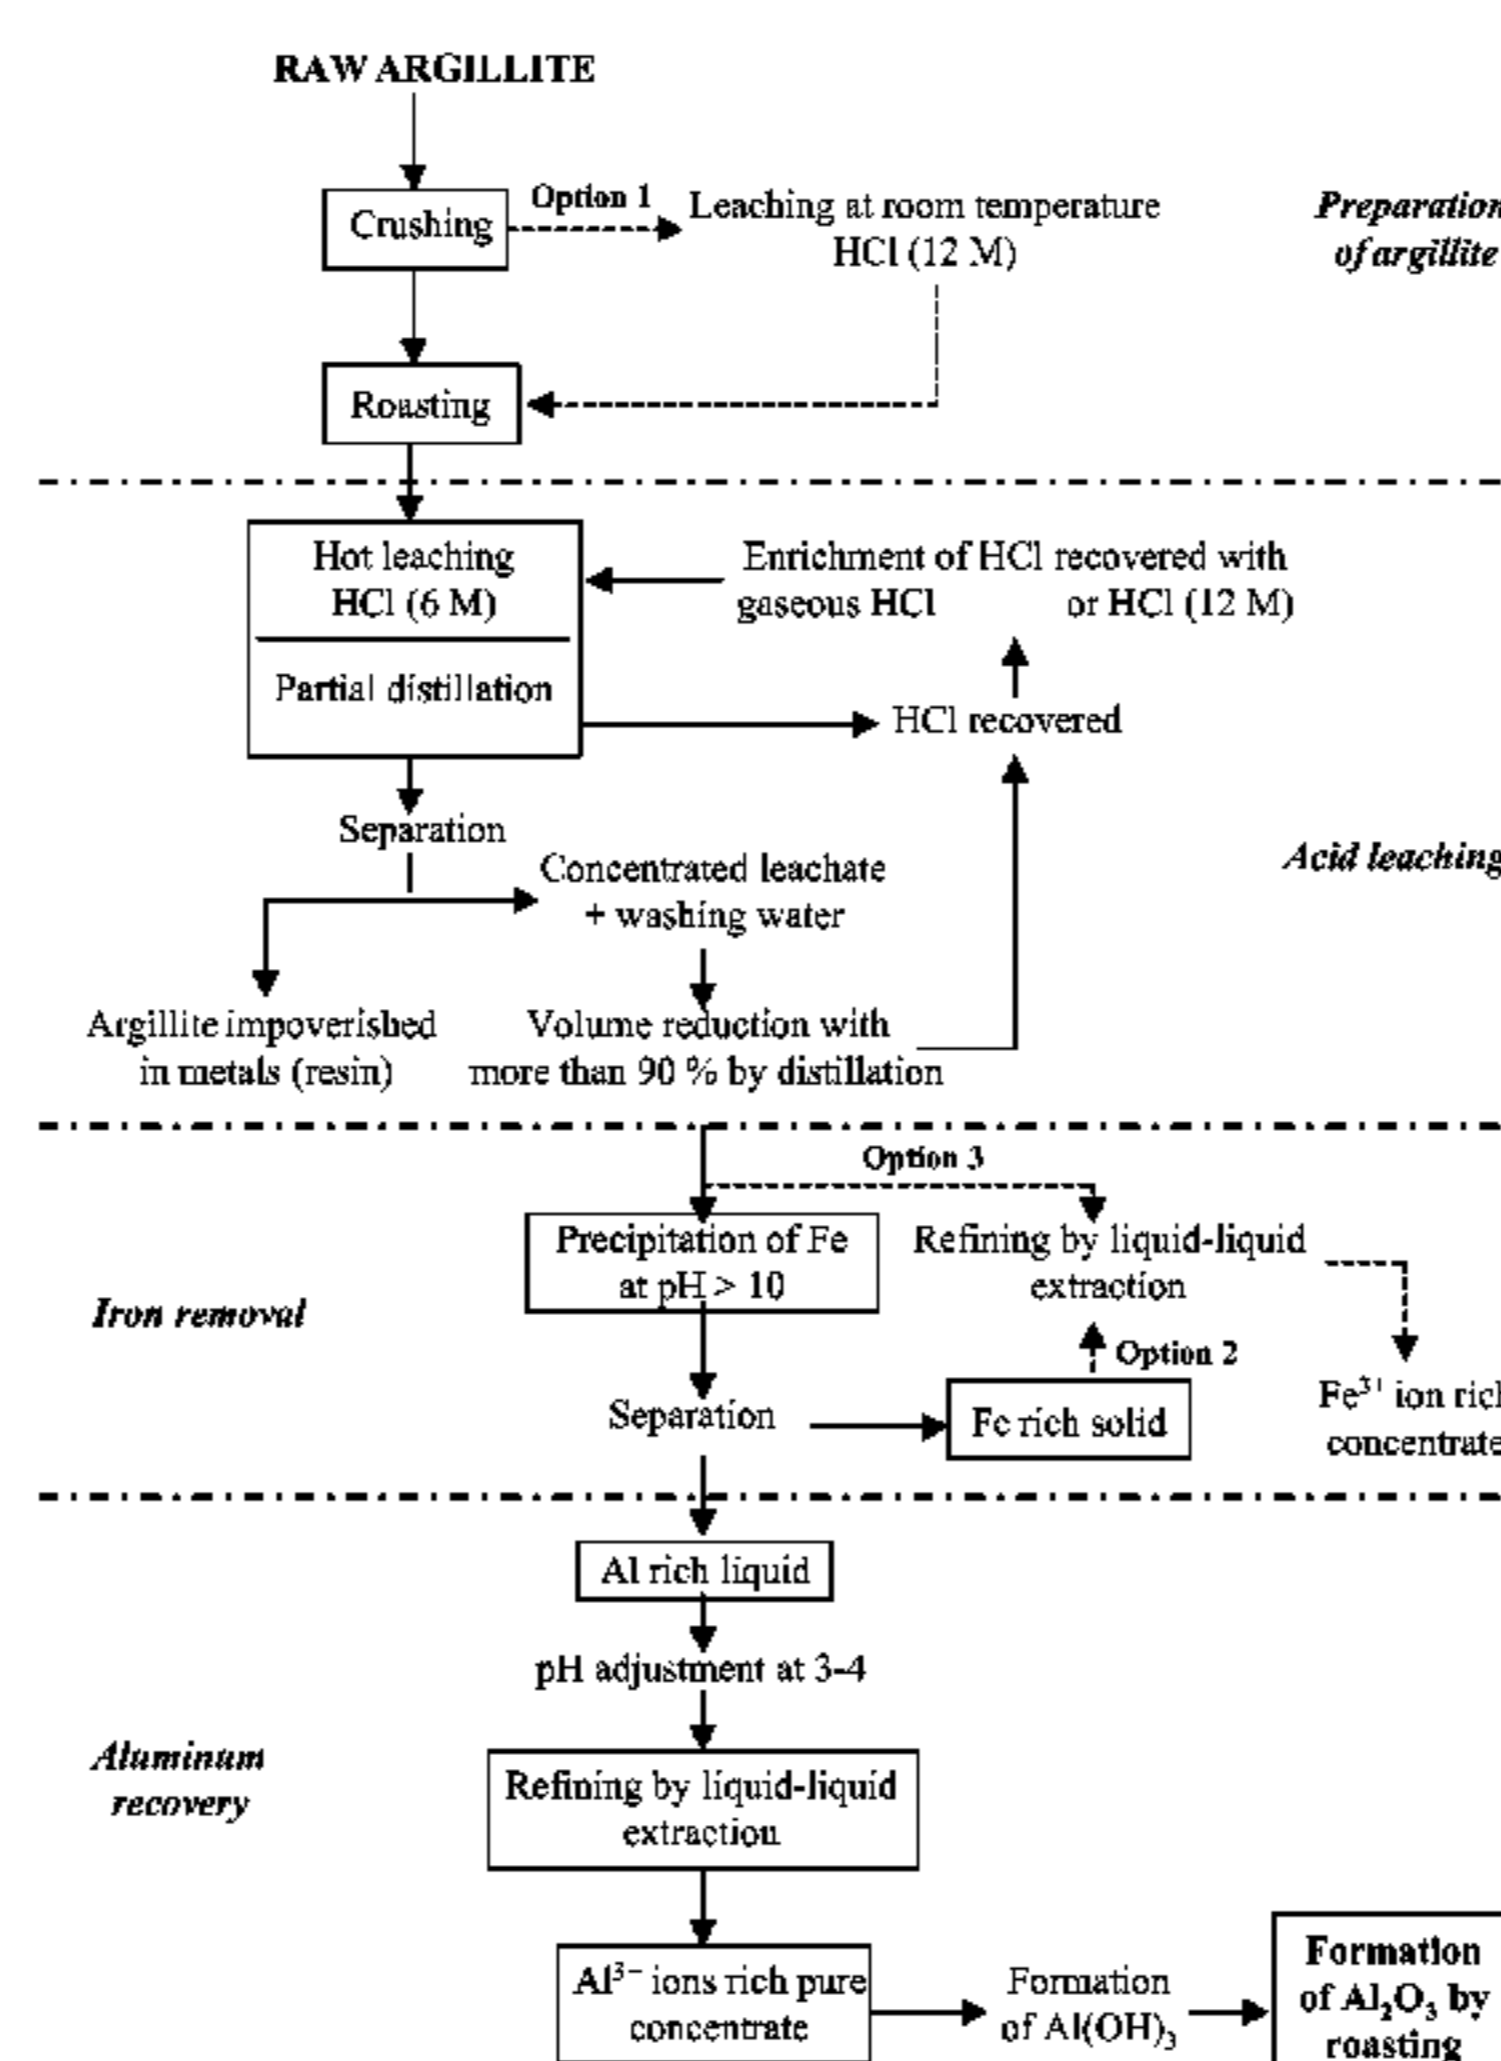 RAW ARGILLITE
Option 1
Crushing
Leaching at room temperature
HCl (12 M)
Preparation
of argillite
Roasting
Hot leaching
HCl (6 M)
Partial distillation
Enrichment of HCl recovered with
gaseous HCl or HCl (12 M)
HCl recovered
Separation
Concentrated leachate
+ washing water
Acid leaching
Argillite impoverished
in metals (resin)
Volume reduction with
more than 90 % by distillation
Option 3
Precipitation of Fe
at pH > 10
Refining by liquid-liquid
extraction
Iron removal
Option 2
Separation
Fe rich solid
Fe³⁺ ion rich
concentrate
Al rich liquid
pH adjustment at 3-4
Aluminum
recovery
Refining by liquid-liquid
extraction
Al³⁺ ions rich pure
concentrate
Formation
of Al(OH)₃
Formation
of Al₂O₃ by
roasting